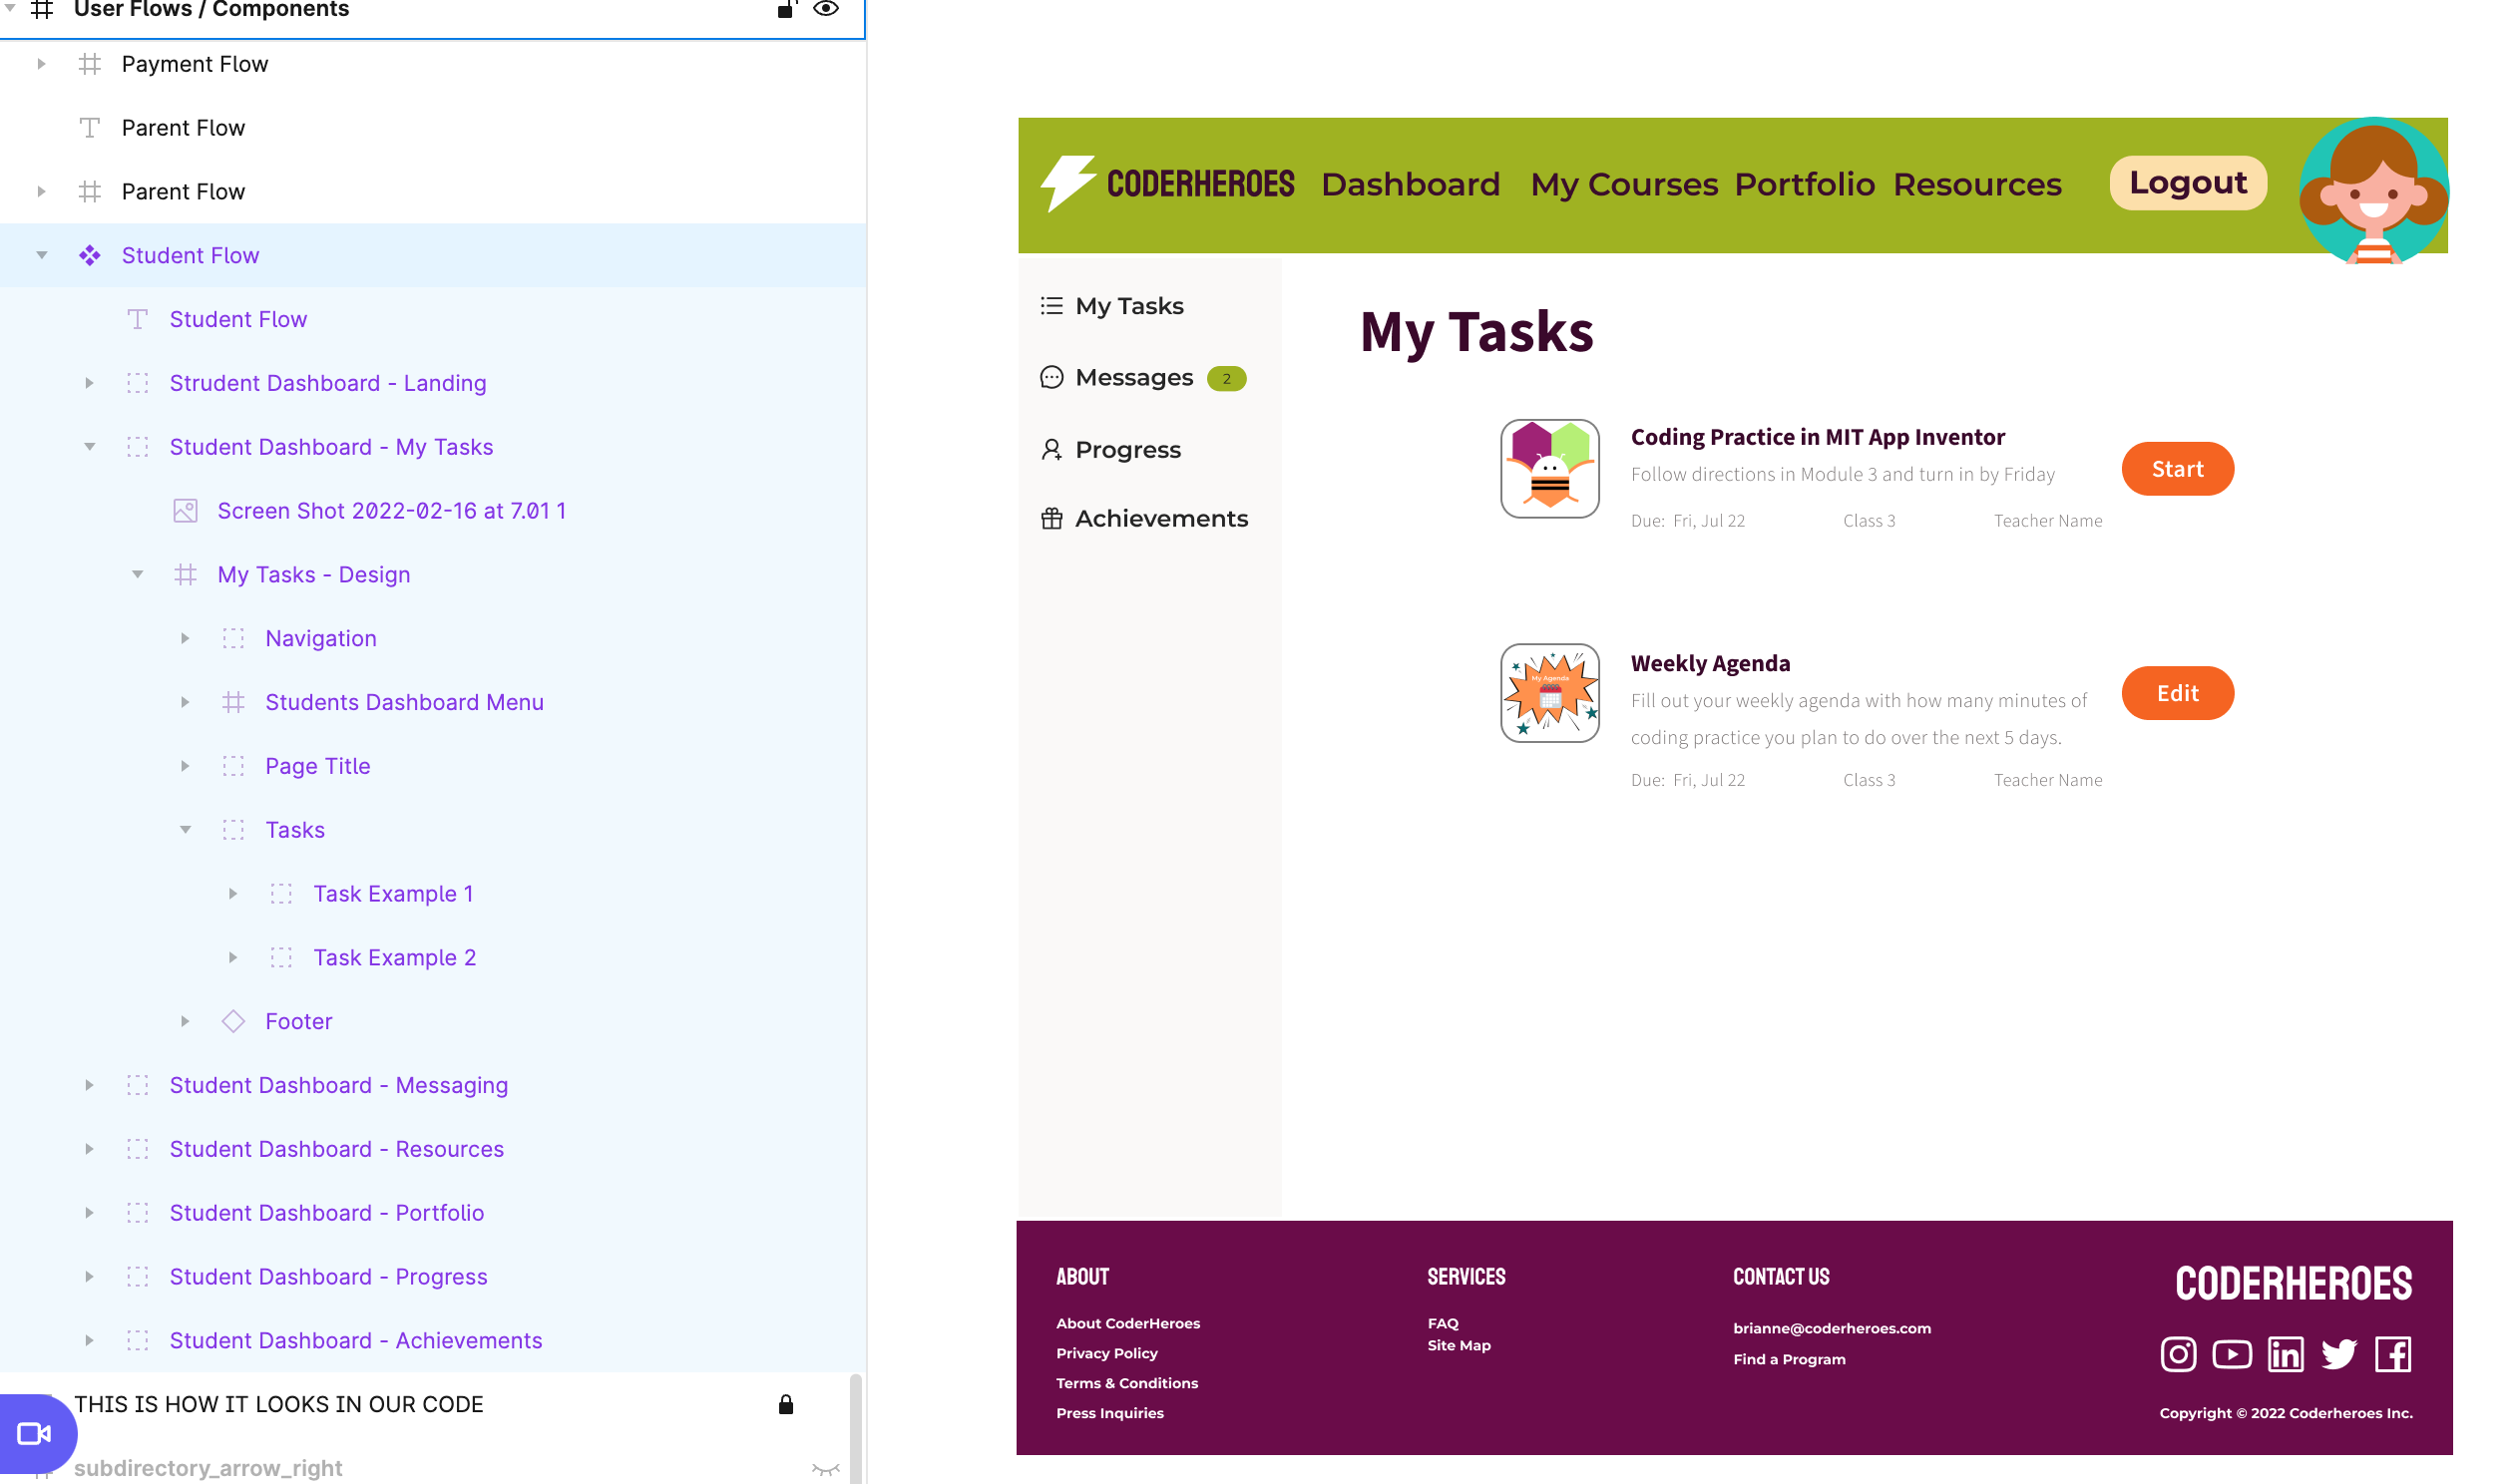 User Flows / Components
Payment Flow
Parent Flow
Parent Flow
Student Flow
Student Flow
Strudent Dashboard - Landing
Student Dashboard - My Tasks
Screen Shot 2022-02-16 at 7.01 1
My Tasks - Design
Navigation
Students Dashboard Menu
Page Title
Tasks
Task Example 1
Task Example 2
Footer
Student Dashboard - Messaging
Student Dashboard - Resources
Student Dashboard - Portfolio
Student Dashboard - Progress
Student Dashboard - Achievements
THIS IS HOW IT LOOKS IN OUR CODE
subdirectory_arrow_right
CODERHEROES Dashboard My Courses Portfolio Resources Logout
My Tasks
Messages 2
Progress
Achievements
My Tasks
Coding Practice in MIT App Inventor
Follow directions in Module 3 and turn in by Friday
Due: Fri, Jul 22 Class 3 Teacher Name
Start
My Agenda
Weekly Agenda
Fill out your weekly agenda with how many minutes of
coding practice you plan to do over the next 5 days.
Due: Fri, Jul 22 Class 3 Teacher Name
Edit
ABOUT
About CoderHeroes
Privacy Policy
Terms & Conditions
Press Inquiries
SERVICES
FAQ
Site Map
CONTACT US
brianne@coderheroes.com
Find a Program
CODERHEROES
in
Copyright © 2022 Coderheroes Inc.